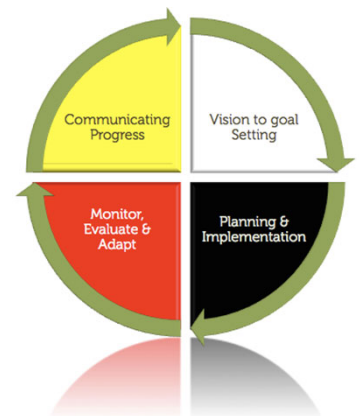 Communicating
Progress
Vision to goal
Setting
Monitor,
Evaluate &
Adapt
Planning &
Implementation